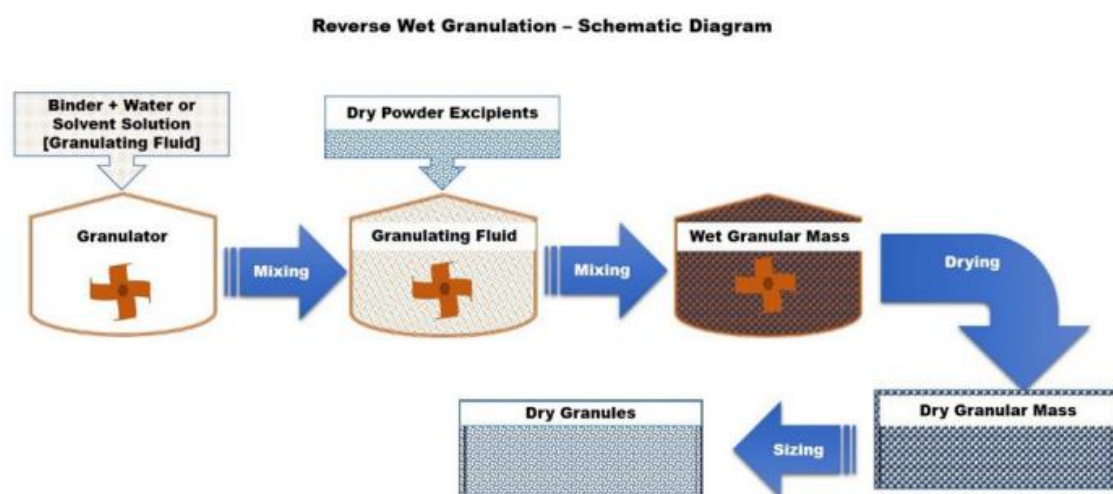 Reverse Wet Granulation – Schematic Diagram
Binder + Water or
Solvent Solution
[Granulating Fluid]
Dry Powder Excipients
Granulator
Mixing
Granulating Fluid
Mixing
Wet Granular Mass
Drying
Dry Granules
Sizing
Dry Granular Mass